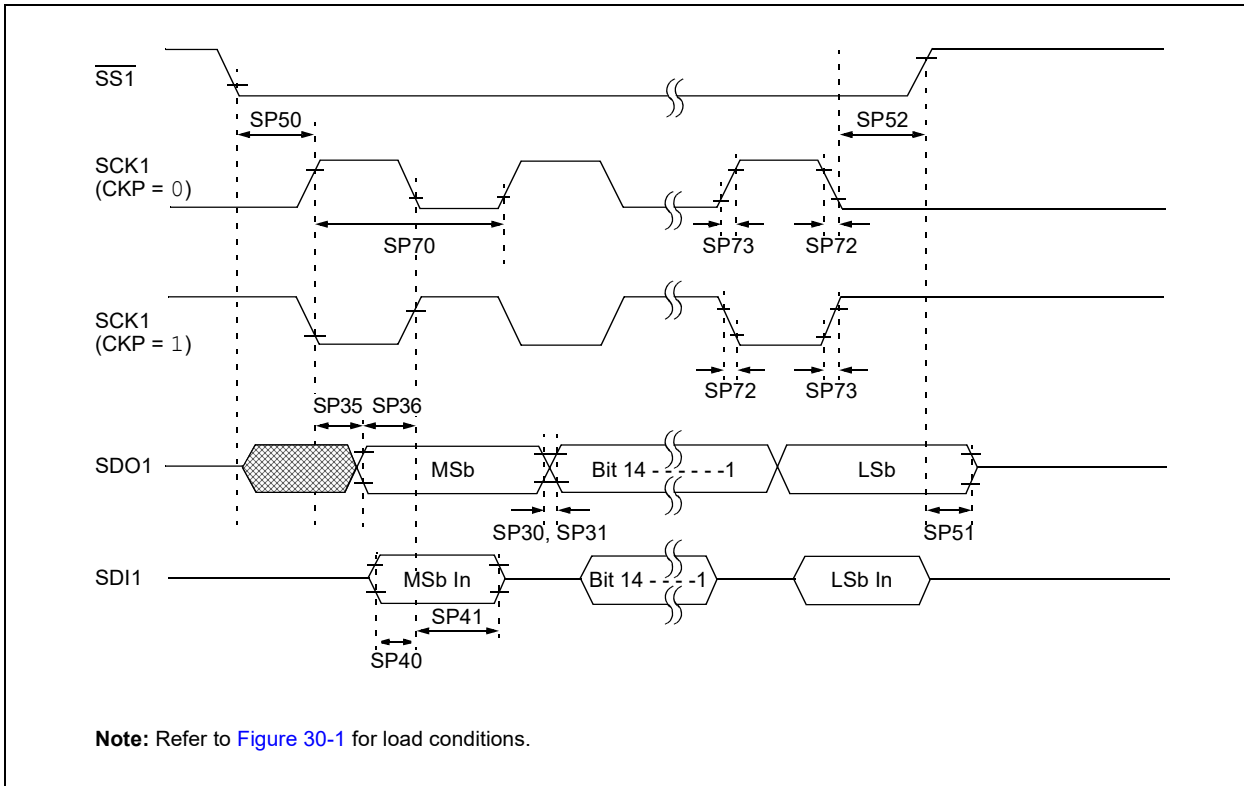 SS1
SP50
SP52
SCK1
(CKP = 0)
SP70
SP73
SP72
SCK1
(CKP = 1)
SP72
SP73
SP35
SP36
SDO1
MSb
Bit 14 - - - - - -1
LSb
SP30, SP31
SP51
SDI1
MSb In
Bit 14 - - - -1
LSb In
SP41
SP40
Note: Refer to Figure 30-1 for load conditions.